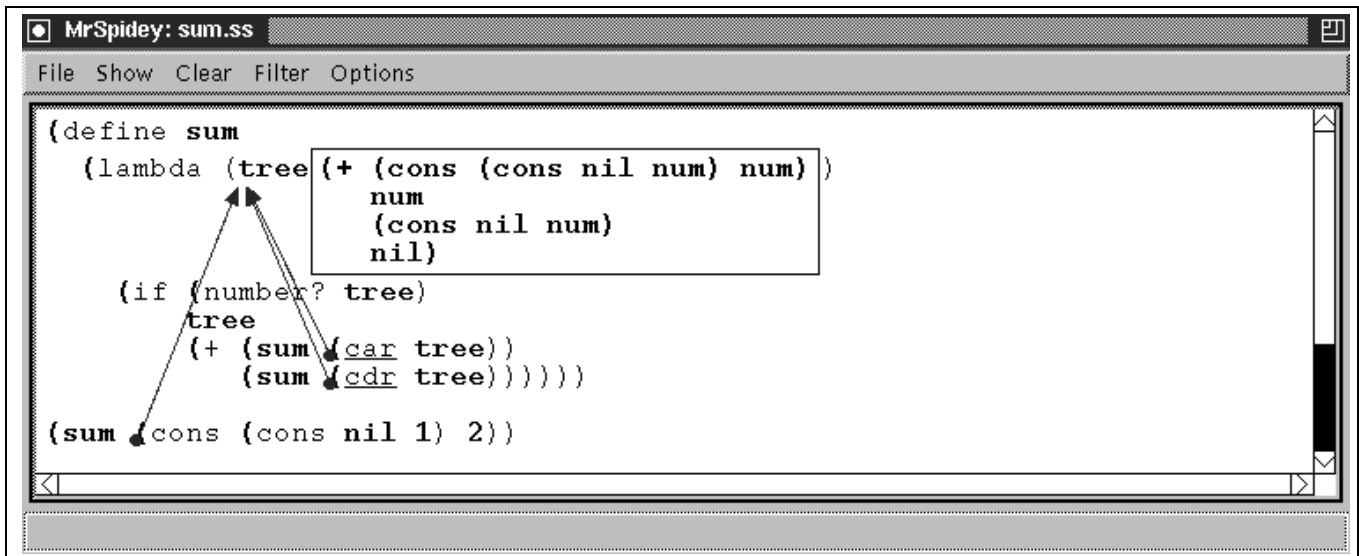 MrSpidey: sum.ss
File Show Clear Filter Options
(define sum
(lambda (tree (+ (cons (cons nil num) num) )
num
(cons nil num)
nil)
(if (number? tree)
tree
(+ (sum (car tree))
(sum (cdr tree))))))
(sum (cons (cons nil 1) 2))